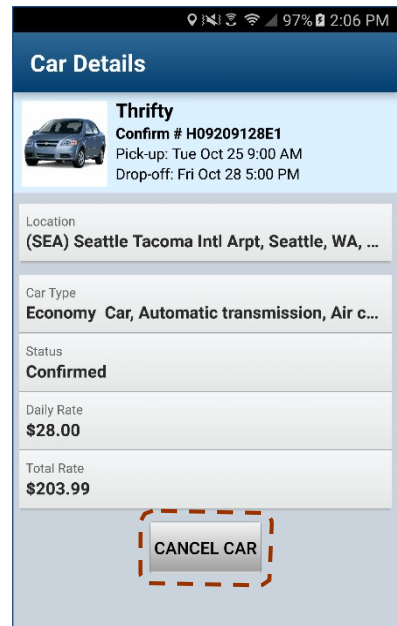 97% 2:06 PM
Car Details
Thrifty
Confirm # H09209128E1
Pick-up: Tue Oct 25 9:00 AM
Drop-off: Fri Oct 28 5:00 PM
Location
(SEA) Seattle Tacoma Intl Arpt, Seattle, WA, ...
Car Type
Economy Car, Automatic transmission, Air c...
Status
Confirmed
Daily Rate
$28.00
Total Rate
$203.99
CANCEL CAR